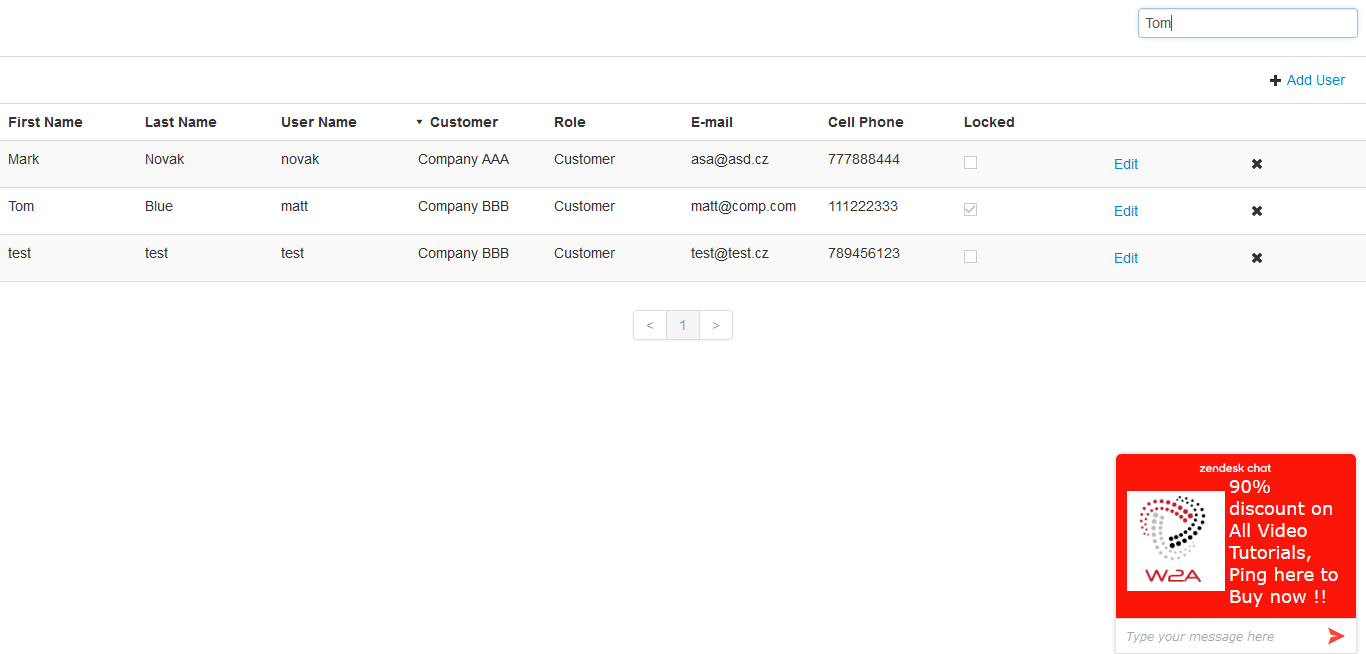 Tom
Add User
First Name Last Name User Name Customer Role E-mail Cell Phone Locked
Mark Novak novak Company AAA Customer asa@asd.cz 777888444 Edit
Tom Blue matt Company BBB Customer matt@comp.com 111222333 Edit
test test test Company BBB Customer test@test.cz 789456123 Edit
< 1 >
zendesk chat
90%
discount on
All Video
Tutorials,
Ping here to
Buy now !!
W2A
Type your message here